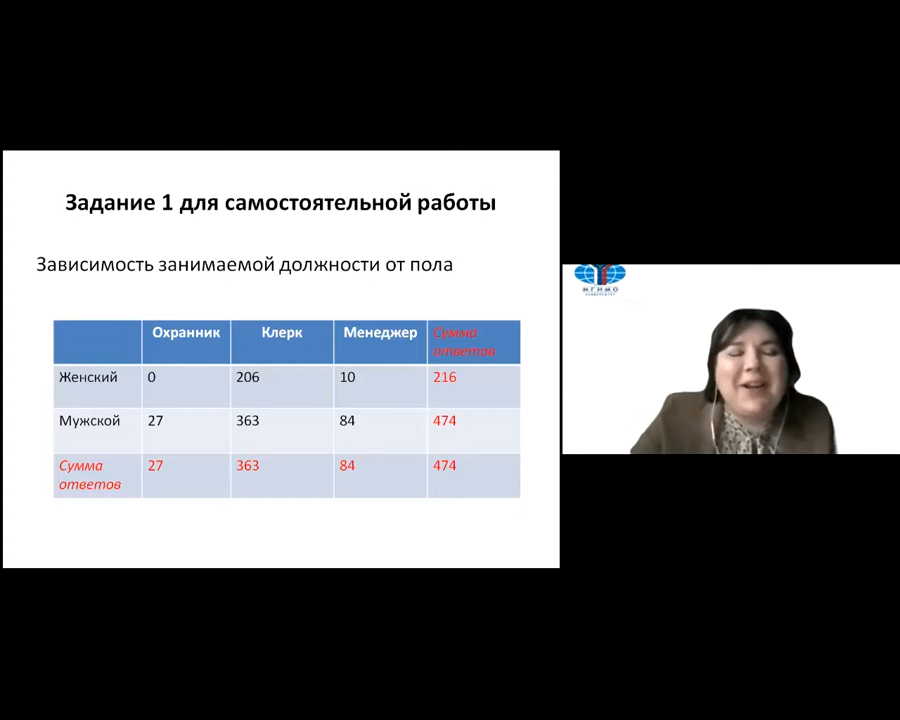 Задание 1 для самостоятельной работы
Зависимость занимаемой должности от пола
Охранник Клерк Менеджер Сумма
ответов
Женский 0 206 10 216
Мужской 27 363 84 474
Сумма
ответов 27 363 84 474
МГИМО
УНИВЕРСИТЕТ